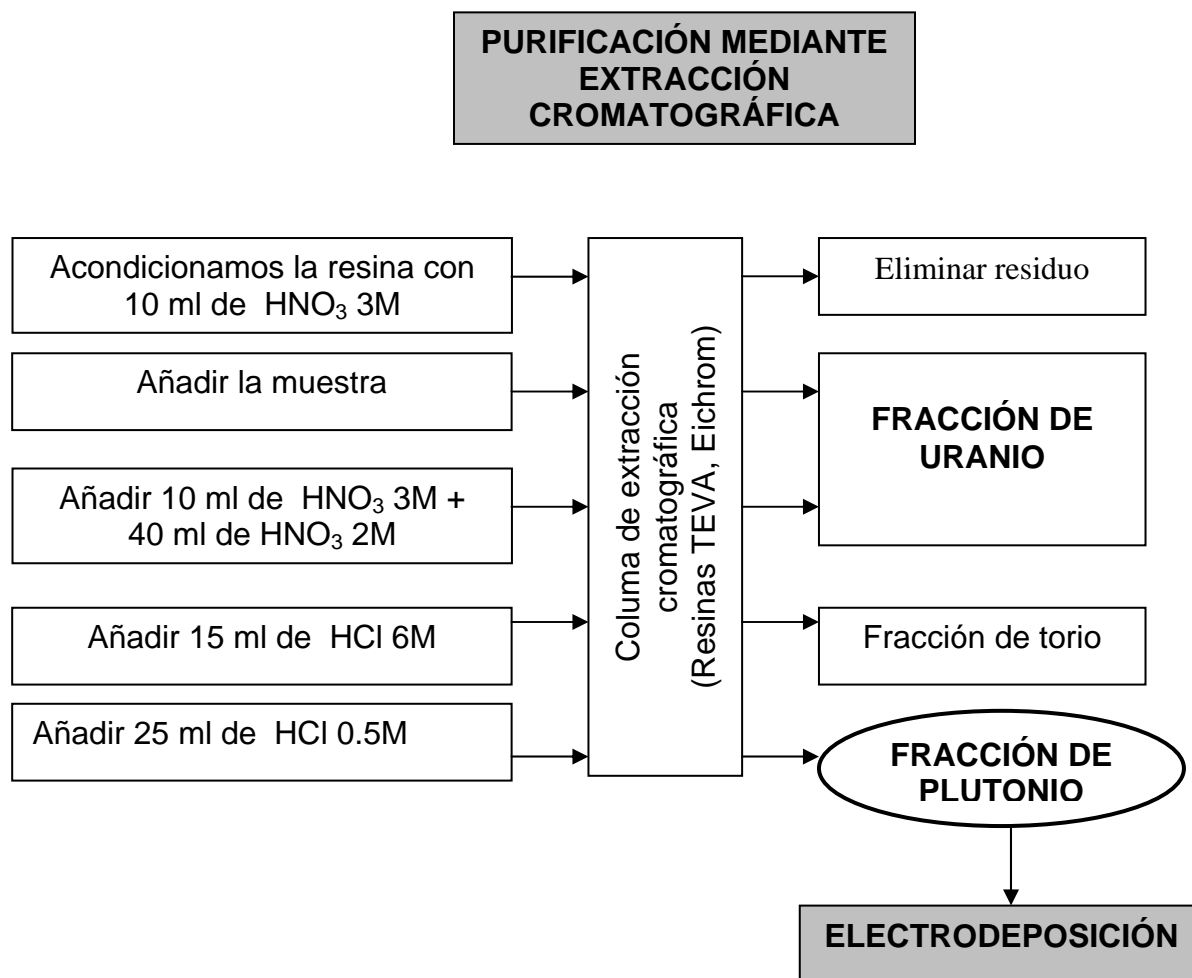 PURIFICACIÓN MEDIANTE
EXTRACCIÓN
CROMATOGRÁFICA
Acondicionamos la resina con
10 ml de HNO₃ 3M
Añadir la muestra
Añadir 10 ml de HNO₃ 3M +
40 ml de HNO₃ 2M
Añadir 15 ml de HCl 6M
Añadir 25 ml de HCl 0.5M
Columa de extracción
cromatográfica
(Resinas TEVA, Eichrom)
Eliminar residuo
FRACCIÓN DE
URANIO
Fracción de torio
FRACCIÓN DE
PLUTONIO
ELECTRODEPOSICIÓN